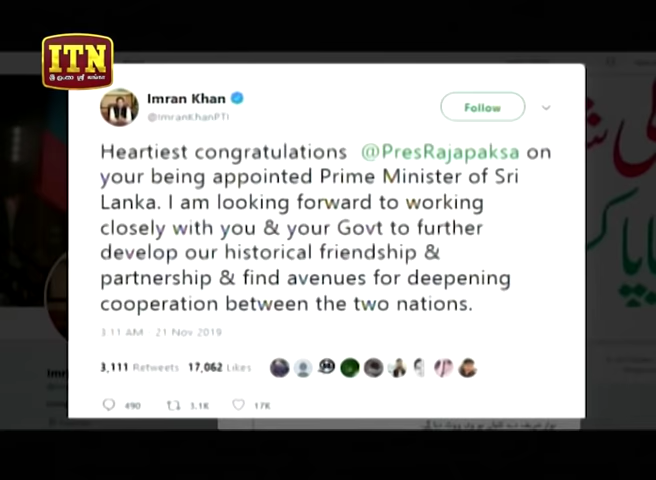 ITN
Imran Khan
@ImranKhanPTI
Follow
Heartiest congratulations @PresRajapaksa on
your being appointed Prime Minister of Sri
Lanka. I am looking forward to working
closely with you & your Govt to further
develop our historical friendship &
partnership & find avenues for deepening
cooperation between the two nations.
3:11 AM 21 Nov 2019
3,111 Retweets 17,062 Likes
490 3.1K 17K